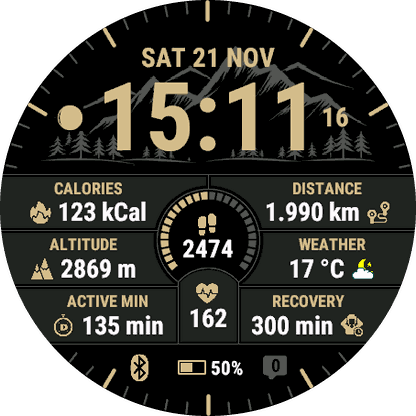 SAT 21 NOV
15:11 16
CALORIES
123 kCal
DISTANCE
1.990 km
2474
ALTITUDE
2869 m
WEATHER
17 °C
ACTIVE MIN
D 135 min
162
RECOVERY
300 min
50%
0